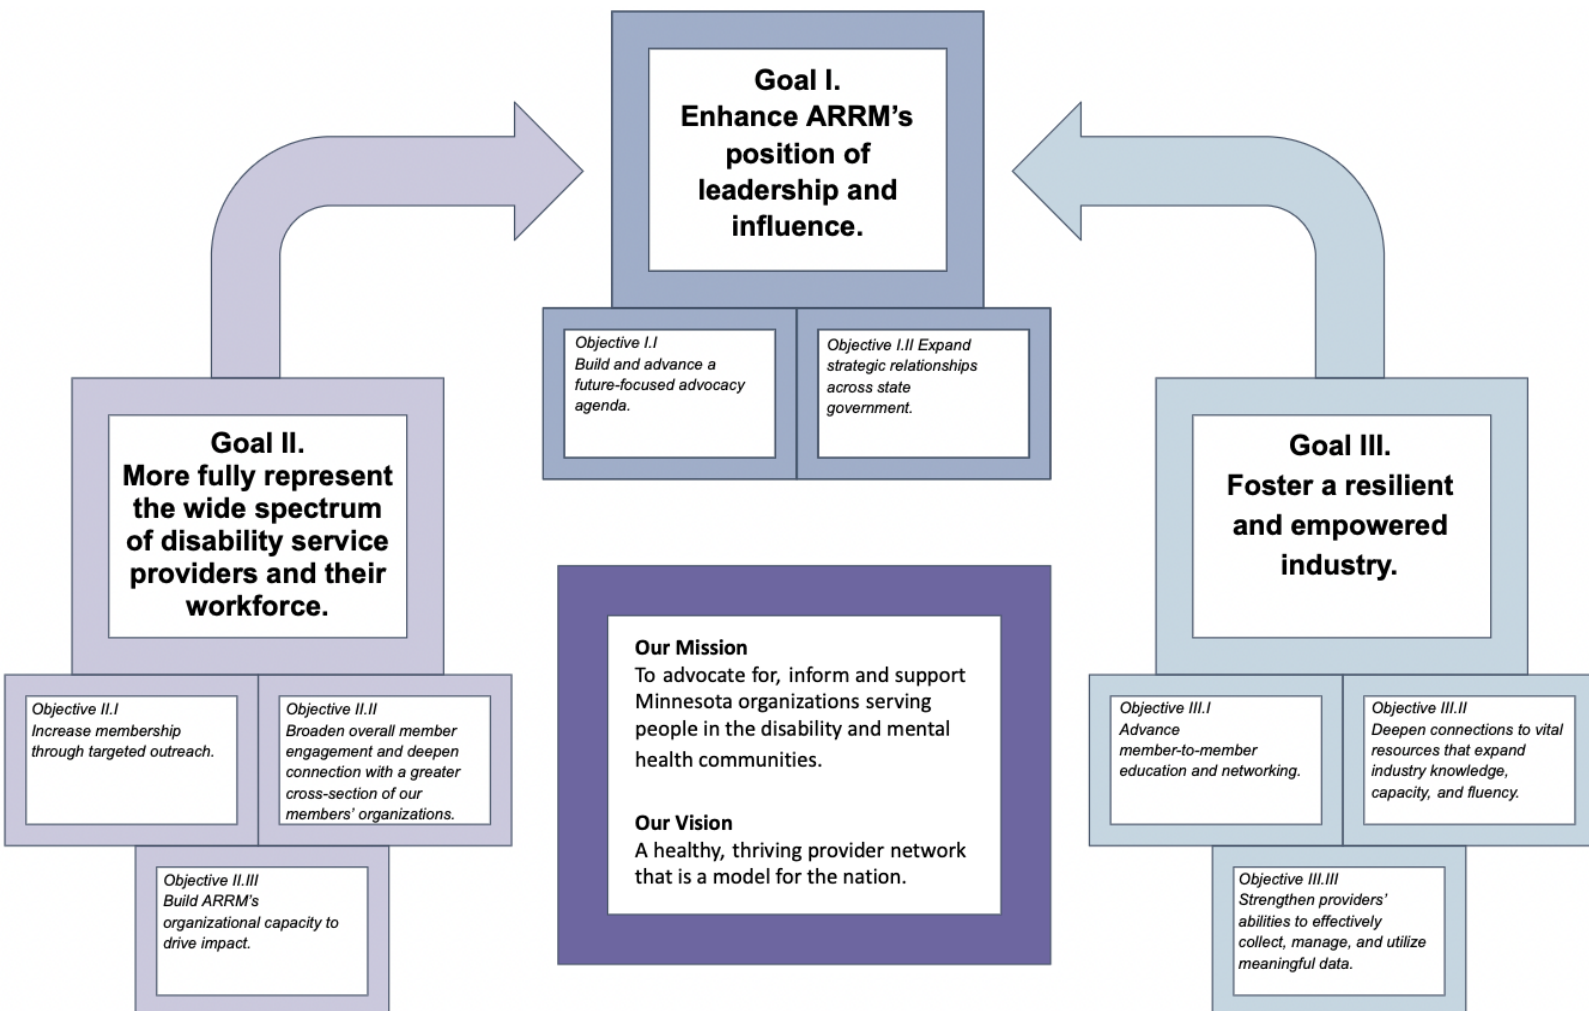 Goal I.
Enhance ARRM’s
position of
leadership and
influence.
Objective I.I
Build and advance a
future-focused advocacy
agenda.
Objective I.II Expand
strategic relationships
across state
government.
Goal II.
More fully represent
the wide spectrum
of disability service
providers and their
workforce.
Objective II.I
Increase membership
through targeted outreach.
Objective II.II
Broaden overall member
engagement and deepen
connection with a greater
cross-section of our
members’ organizations.
Objective II.III
Build ARRM’s
organizational capacity to
drive impact.
Our Mission
To advocate for, inform and support
Minnesota organizations serving
people in the disability and mental
health communities.
Our Vision
A healthy, thriving provider network
that is a model for the nation.
Goal III.
Foster a resilient
and empowered
industry.
Objective III.I
Advance
member-to-member
education and networking.
Objective III.II
Deepen connections to vital
resources that expand
industry knowledge,
capacity, and fluency.
Objective III.III
Strengthen providers’
abilities to effectively
collect, manage, and utilize
meaningful data.